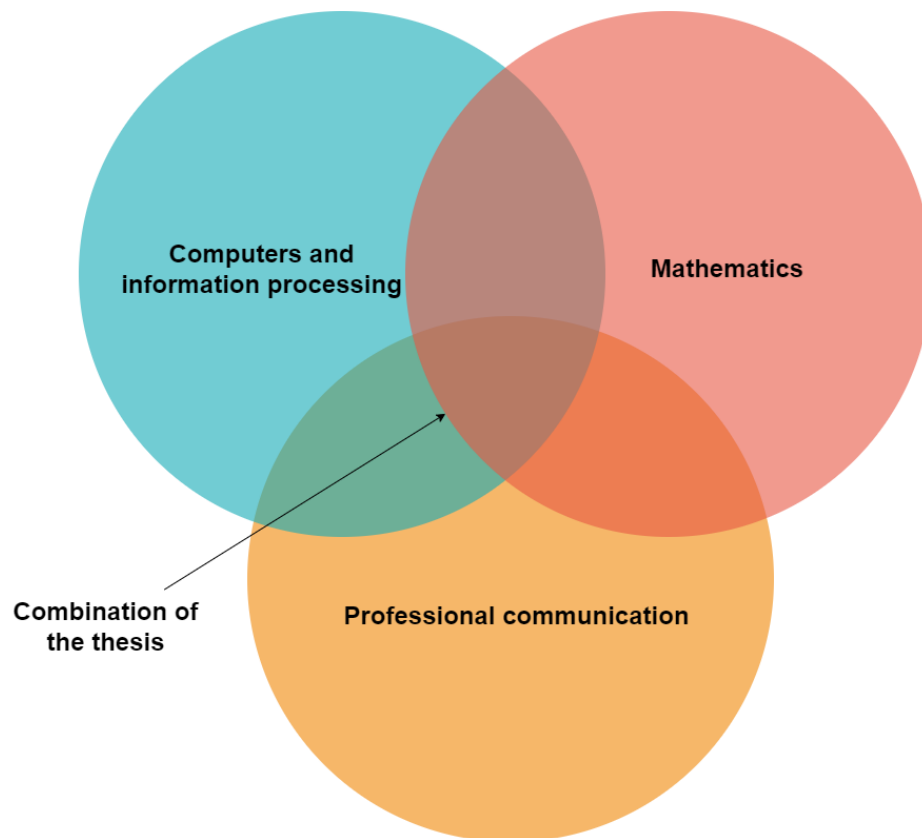 Computers and
information processing
Mathematics
Combination of
the thesis
Professional communication